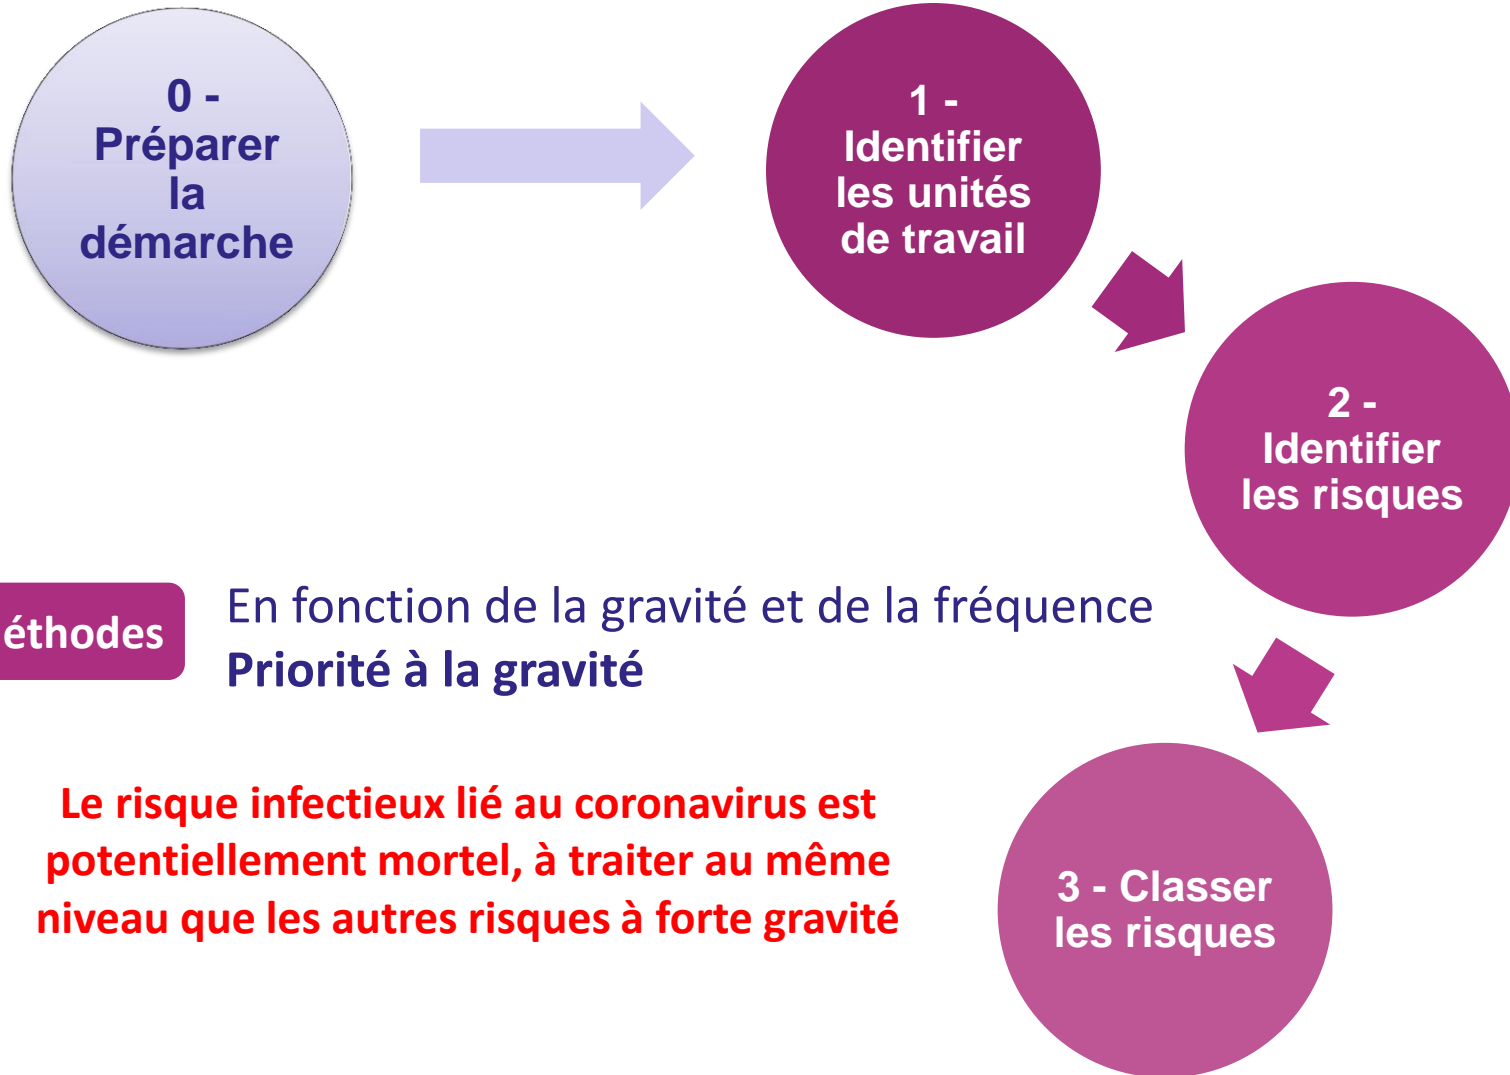 0 -
Préparer
la
démarche
1 -
Identifier
les unités
de travail
2 -
Identifier
les risques
éthodes
En fonction de la gravité et de la fréquence
Priorité à la gravité
Le risque infectieux lié au coronavirus est
potentiellement mortel, à traiter au même
niveau que les autres risques à forte gravité
3 - Classer
les risques